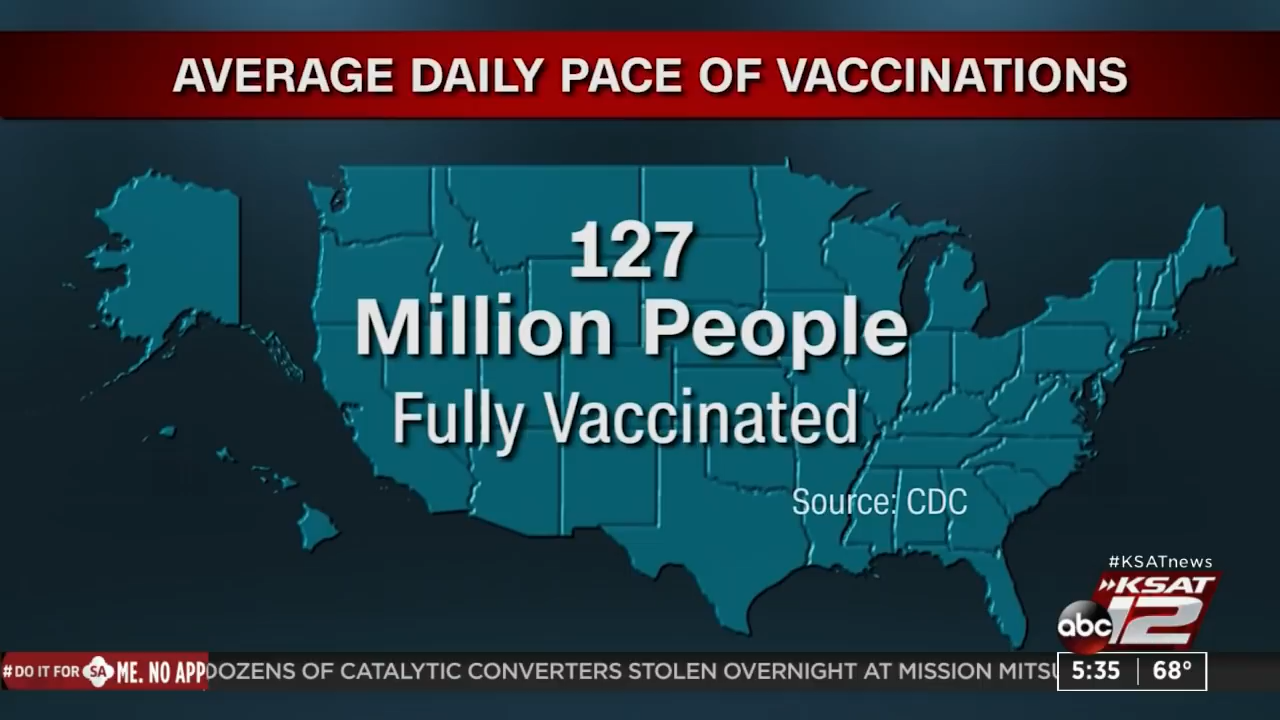 AVERAGE DAILY PACE OF VACCINATIONS
127
Million People
Fully Vaccinated
Source: CDC
#KSATnews
KSAT
abc 12
# DO IT FOR SA ME. NO APP DOZENS OF CATALYTIC CONVERTERS STOLEN OVERNIGHT AT MISSION MITSU 5:35 68°